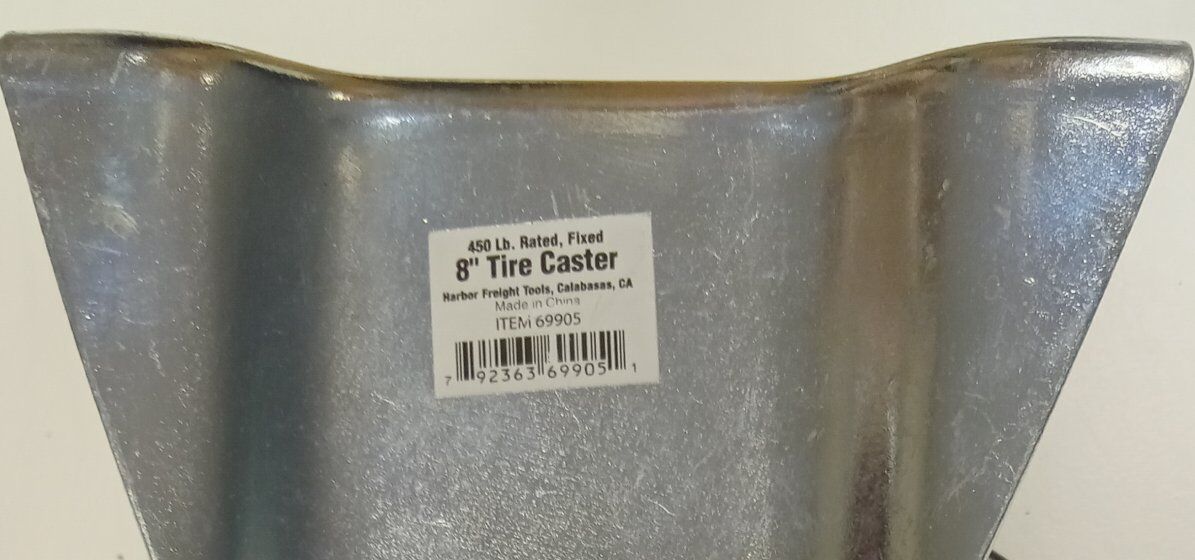 450 Lb. Rated, Fixed
8" Tire Caster
Harbor Freight Tools, Calabasas, CA
Made in China
ITEM 69905
7 92363 69905 1